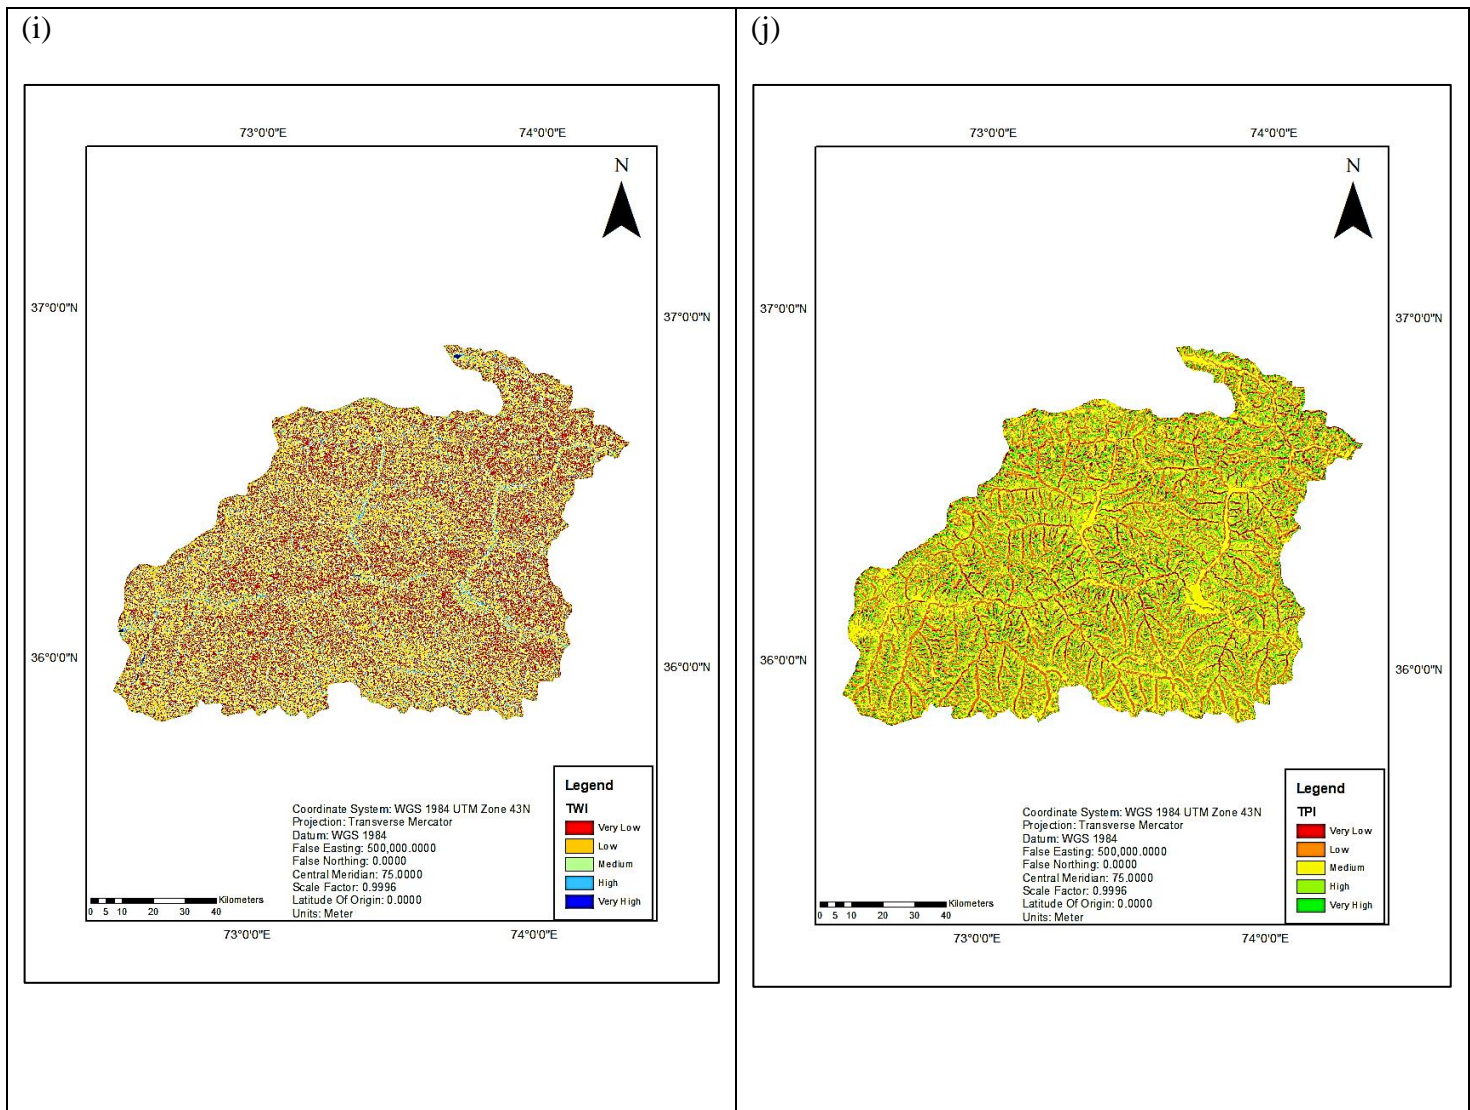 (i)
73°0'0"E 74°0'0"E
N
37°0'0"N
37°0'0"N
36°0'0"N
36°0'0"N
Legend
TWI
Very Low
Low
Medium
High
Very High
Coordinate System: WGS 1984 UTM Zone 43N
Projection: Transverse Mercator
Datum: WGS 1984
False Easting: 500,000.0000
False Northing: 0.0000
Central Meridian: 75.0000
Scale Factor: 0.9996
Latitude Of Origin: 0.0000
Units: Meter
Kilometers
0 5 10 20 30 40
73°0'0"E 74°0'0"E
(j)
73°0'0"E 74°0'0"E
N
37°0'0"N
37°0'0"N
36°0'0"N
36°0'0"N
Legend
TPI
Very Low
Low
Medium
High
Very High
Coordinate System: WGS 1984 UTM Zone 43N
Projection: Transverse Mercator
Datum: WGS 1984
False Easting: 500,000.0000
False Northing: 0.0000
Central Meridian: 75.0000
Scale Factor: 0.9996
Latitude Of Origin: 0.0000
Units: Meter
Kilometers
0 5 10 20 30 40
73°0'0"E 74°0'0"E